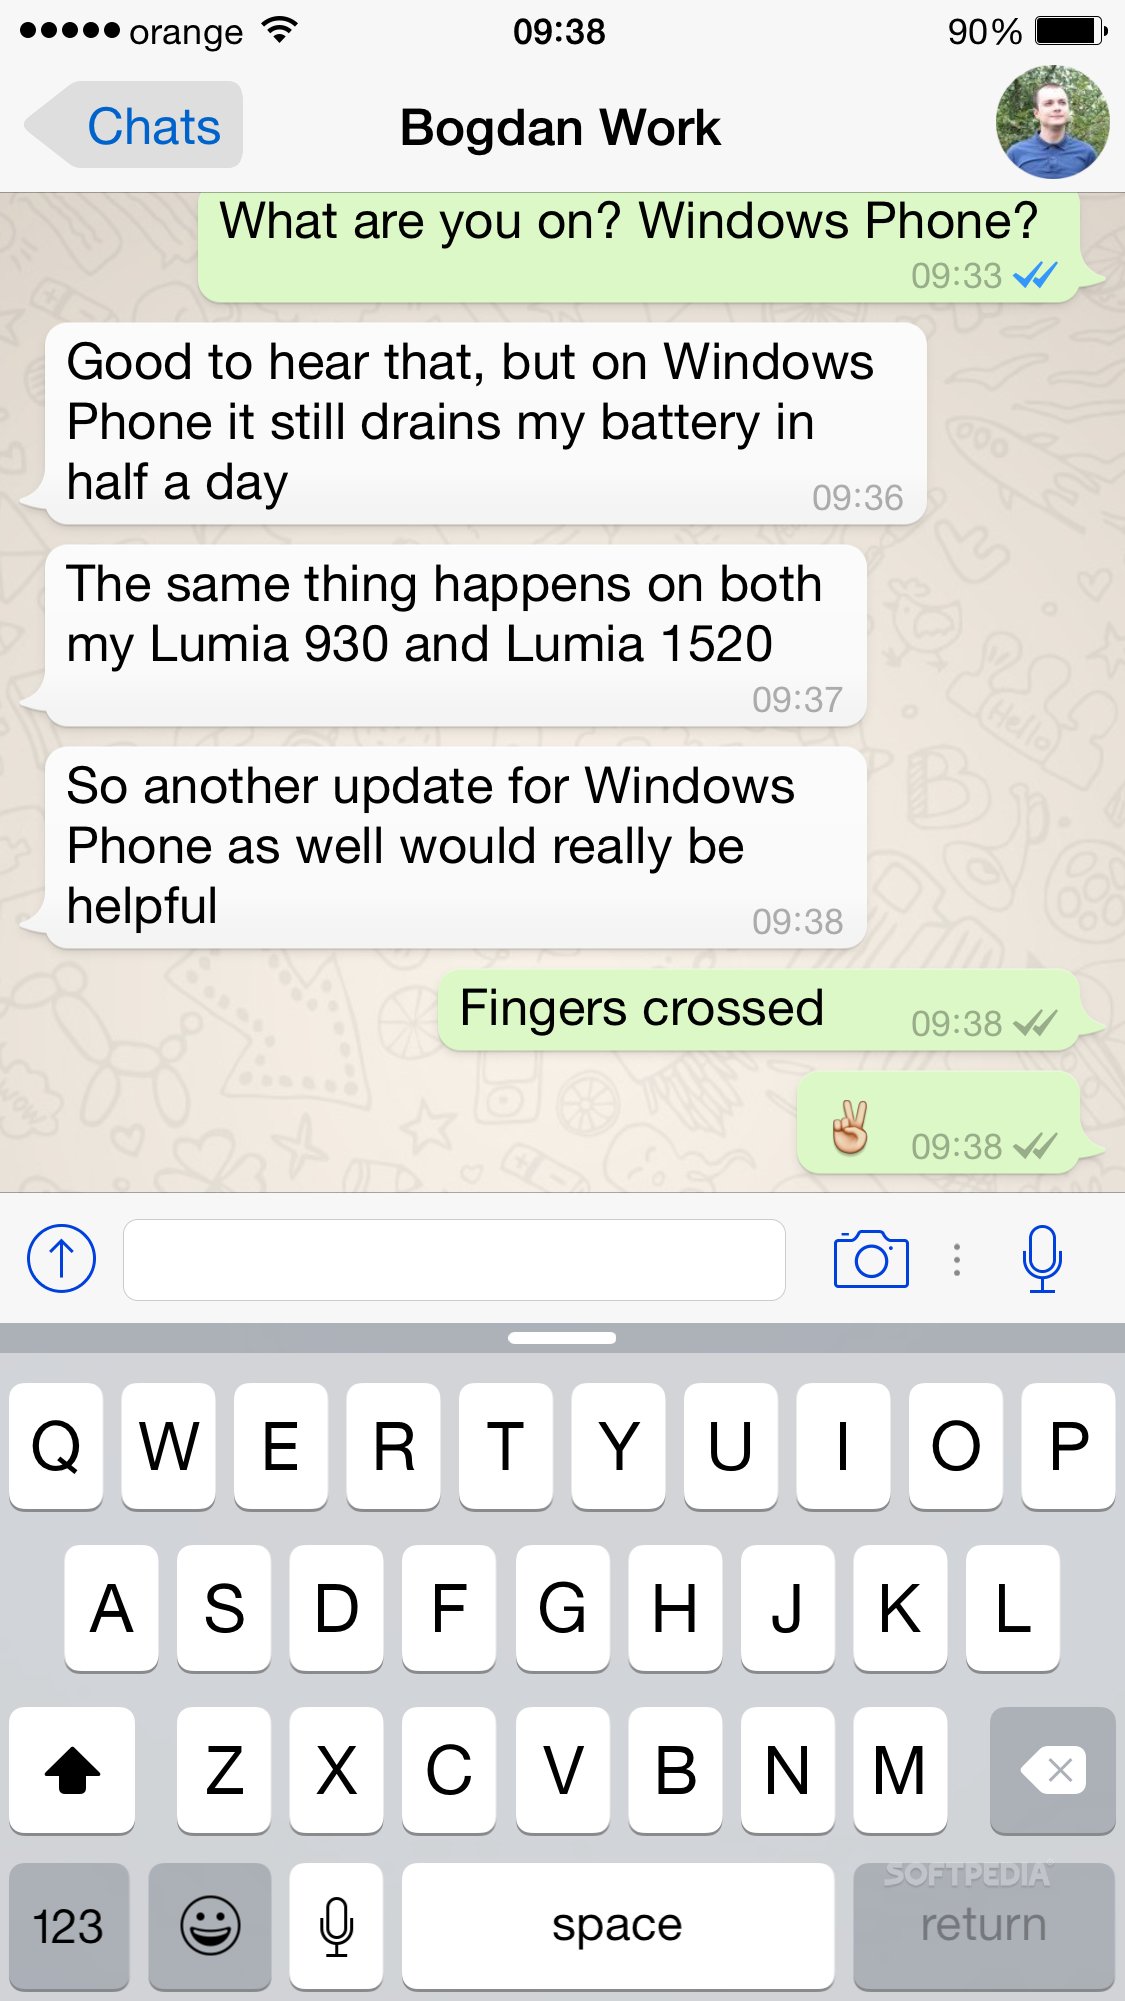 orange 09:38 90%
Chats Bogdan Work
What are you on? Windows Phone?
09:33
Good to hear that, but on Windows
Phone it still drains my battery in
half a day 09:36
The same thing happens on both
my Lumia 930 and Lumia 1520
09:37
So another update for Windows
Phone as well would really be
helpful 09:38
Fingers crossed 09:38
✌ 09:38
Q W E R T Y U I O P
A S D F G H J K L
Z X C V B N M
SOFTPEDIA
123 space return
Hello
WOW